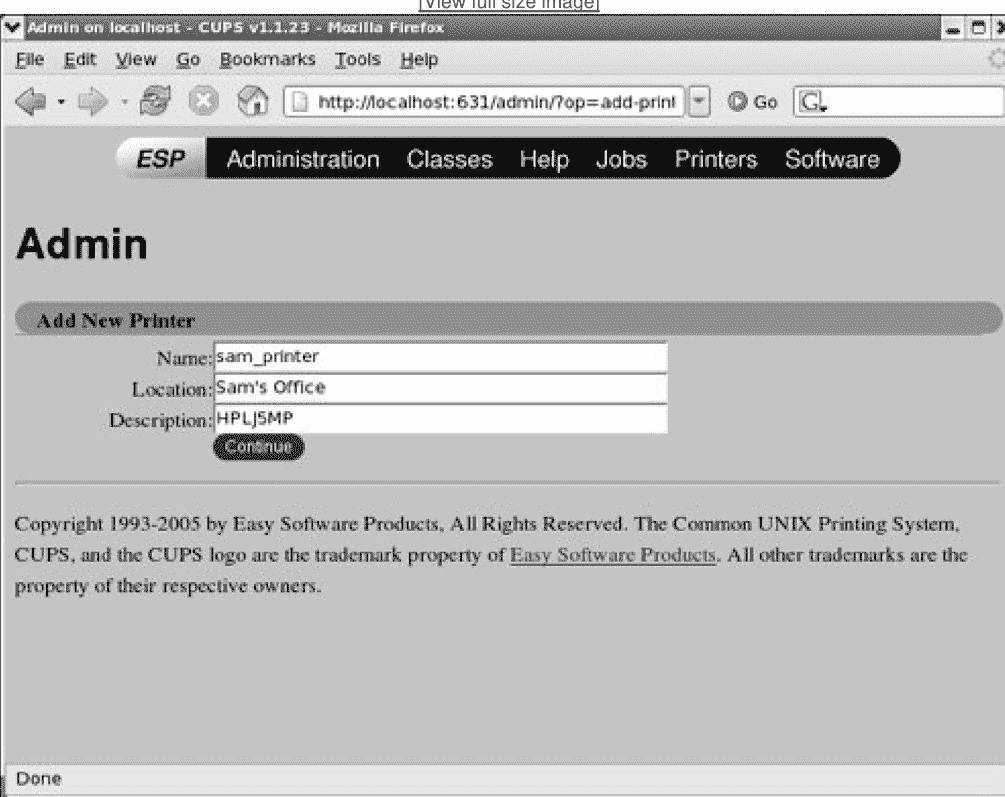 [View full size image]
Admin on localhost - CUPS v1.1.23 - Mozilla Firefox
File Edit View Go Bookmarks Tools Help
http://localhost:631/admin/?op=add-print Go G
ESP Administration Classes Help Jobs Printers Software
Admin
Add New Printer
Name: sam_printer
Location: Sam's Office
Description: HPLJ5MP
Continue
Copyright 1993-2005 by Easy Software Products, All Rights Reserved. The Common UNIX Printing System,
CUPS, and the CUPS logo are the trademark property of Easy Software Products. All other trademarks are the
property of their respective owners.
Done